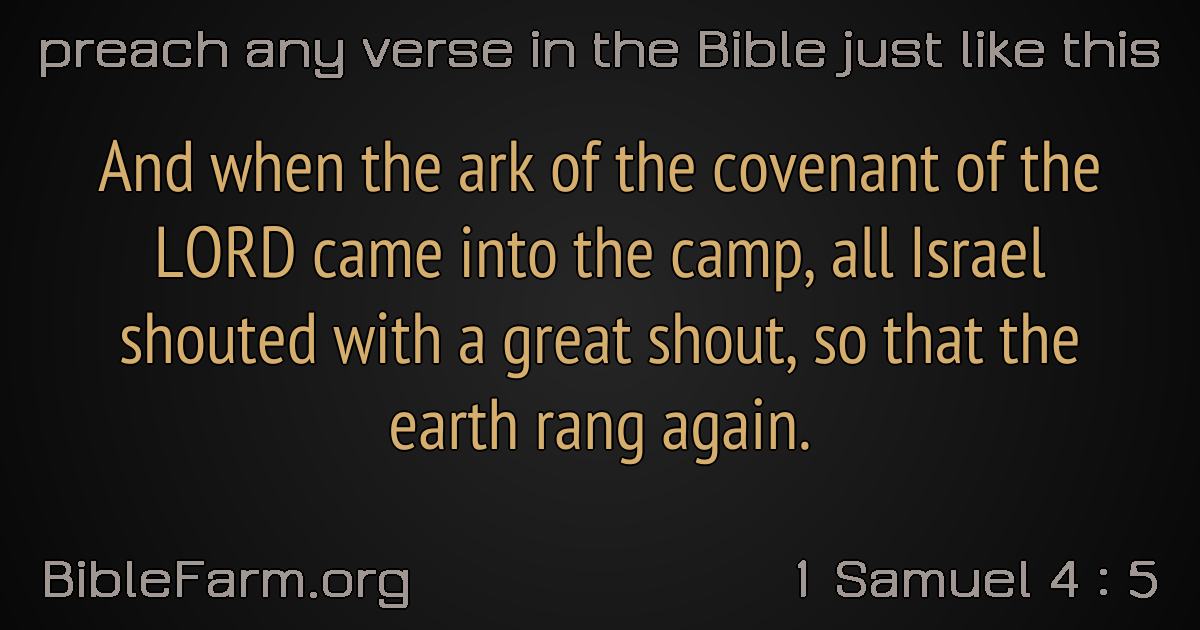 preach any verse in the Bible just like this
And when the ark of the covenant of the
LORD came into the camp, all Israel
shouted with a great shout, so that the
earth rang again.
BibleFarm.org
1 Samuel 4 : 5